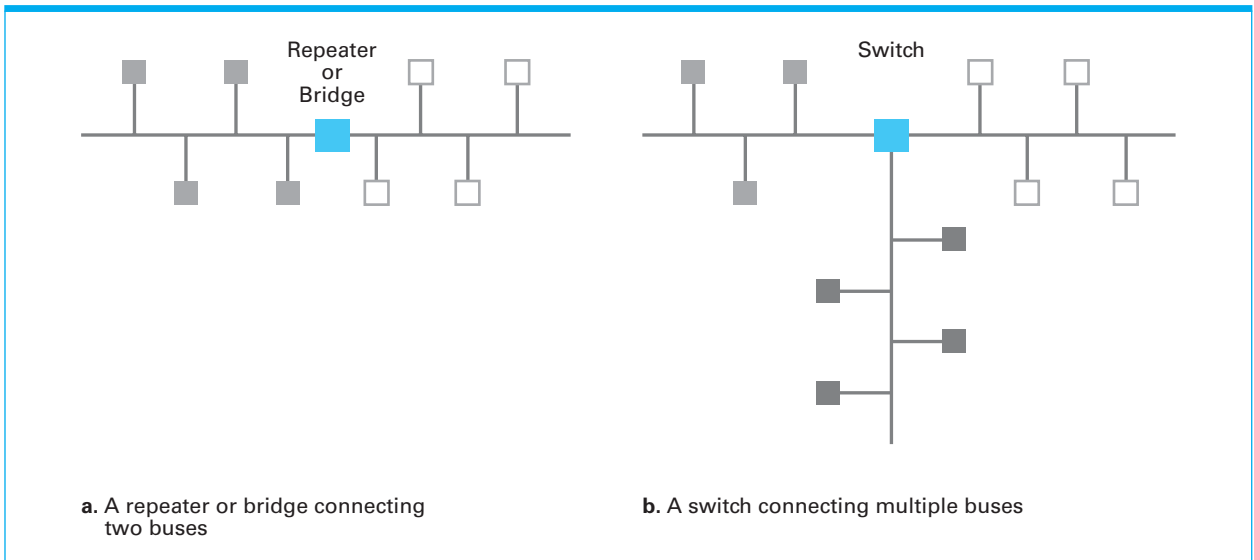 Repeater
or
Bridge
Switch
a. A repeater or bridge connecting
two buses
b. A switch connecting multiple buses